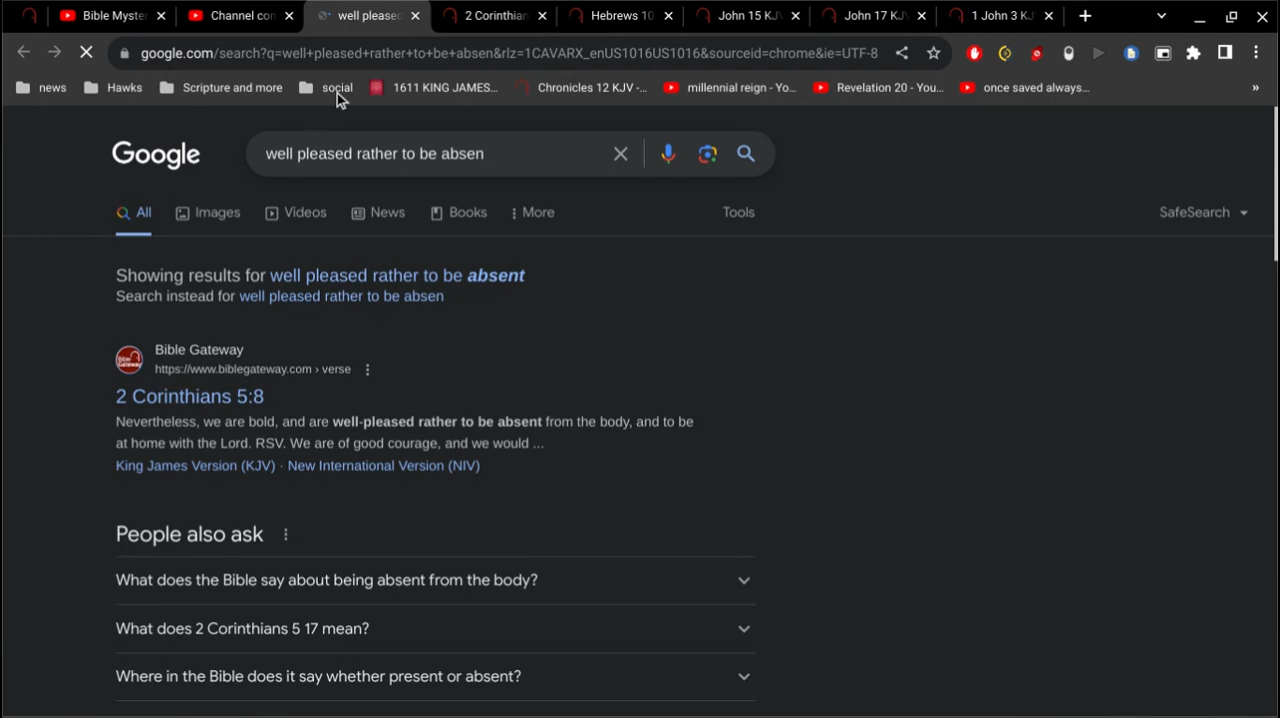 Bible Myste
Channel con
well pleased
2 Corinthian
Hebrews 10
John 15 KJV
John 17 KJV
1 John 3 KJ
google.com/search?q=well+pleased+rather+to+be+absen&rlz=1CAVARX_enUS1016US1016&sourceid=chrome&ie=UTF-8
news
Hawks
Scripture and more
social
1611 KING JAMES...
Chronicles 12 KJV -...
millennial reign - Yo...
Revelation 20 - You...
once saved always...
»
Google
well pleased rather to be absen
All
Images
Videos
News
Books
More
Tools
SafeSearch
Showing results for well pleased rather to be absent
Search instead for well pleased rather to be absen
Bible Gateway
https://www.biblegateway.com › verse
2 Corinthians 5:8
Nevertheless, we are bold, and are well-pleased rather to be absent from the body, and to be
at home with the Lord. RSV. We are of good courage, and we would ...
King James Version (KJV) · New International Version (NIV)
People also ask
What does the Bible say about being absent from the body?
What does 2 Corinthians 5 17 mean?
Where in the Bible does it say whether present or absent?